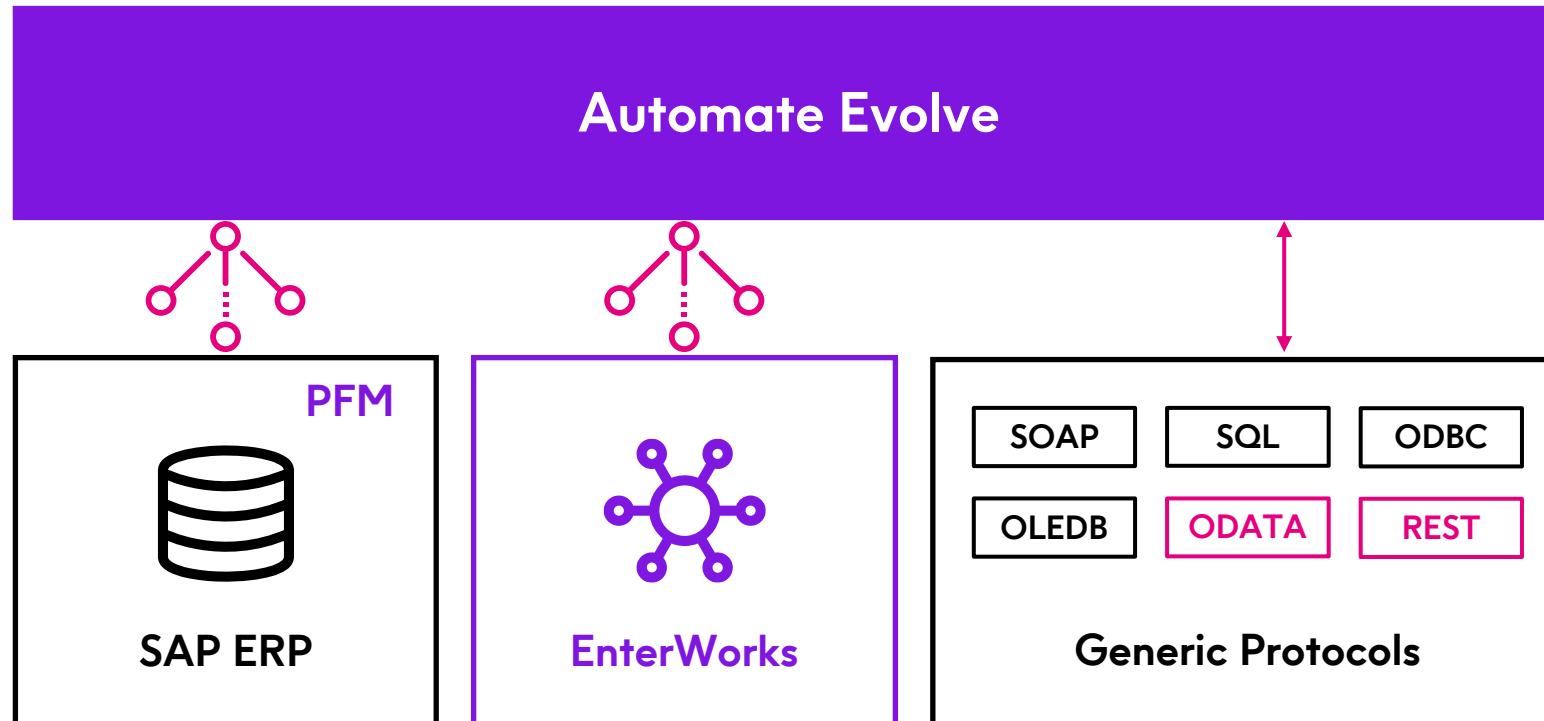 Automate Evolve
PFM
SAP ERP
EnterWorks
SOAP
SQL
ODBC
OLEDB
ODATA
REST
Generic Protocols